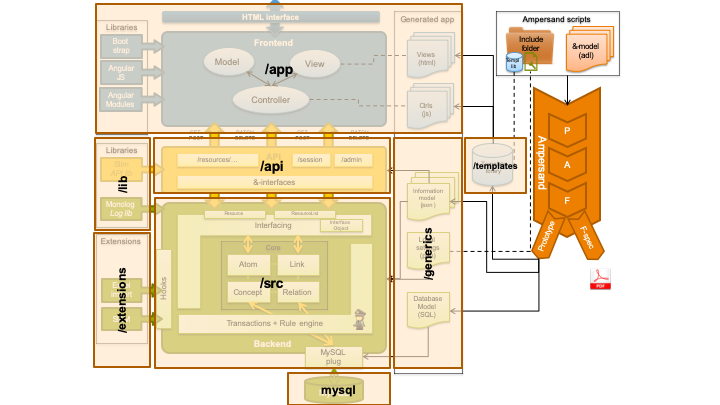 HTML interface
Generated app
Ampersand scripts
Libraries
Boot
strap
Angular
JS
Angular
Modules
Frontend
Model
View
/app
Controller
Views
(html)
Ctrls
(js)
Include
folder
&-model
(adl)
lib
Libraries
/lib
Monolog
Log lib
/resources/...
/session
/admin
/api
&-interfaces
/templates
P
A
F
Ampersand
Prototype
F-spec
PDF
Resource
ResourceList
Interfacing
Interface
Object
Information
model
(json)
/generics
Extensions
/extensions
Hooks
Core
Atom
Link
/src
Concept
Relation
Transactions + Rule engine
Backend
Database
Model
(SQL)
MySQL
plug
mysql